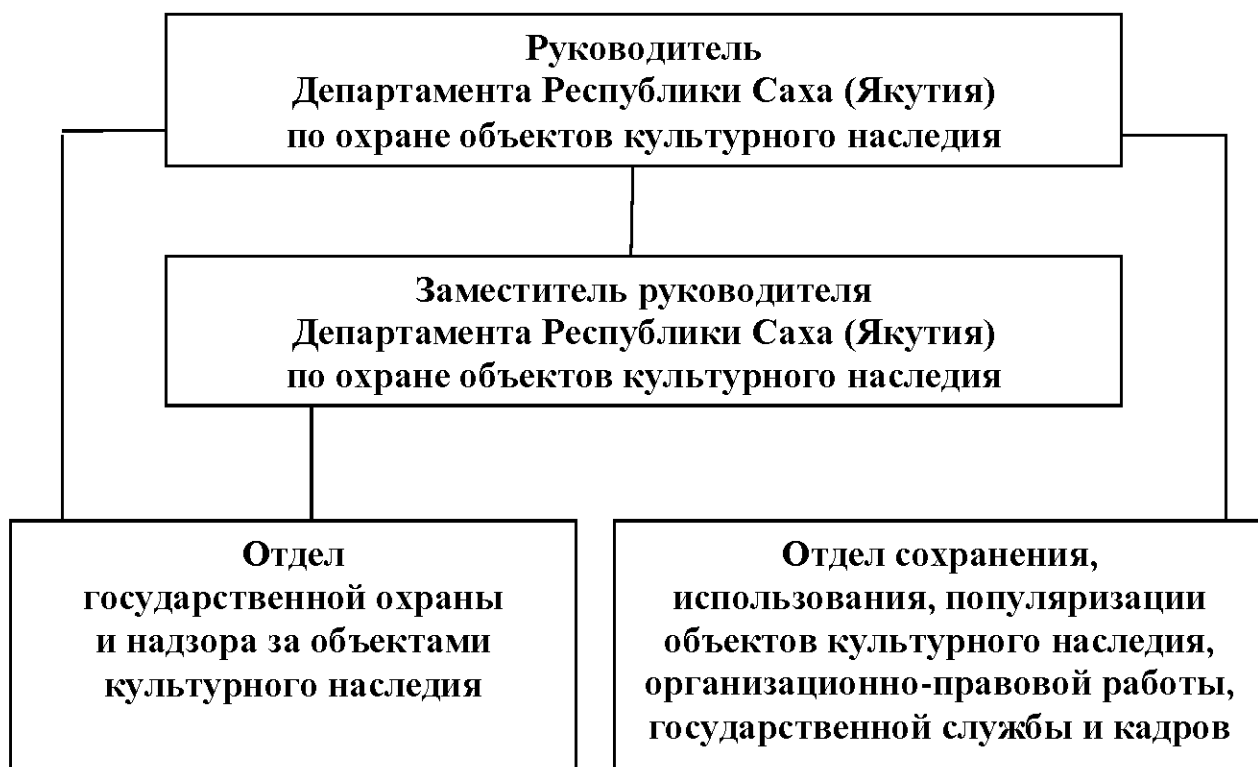 Руководитель
Департамента Республики Саха (Якутия)
по охране объектов культурного наследия
Заместитель руководителя
Департамента Республики Саха (Якутия)
по охране объектов культурного наследия
Отдел
государственной охраны
и надзора за объектами
культурного наследия
Отдел сохранения,
использования, популяризации
объектов культурного наследия,
организационно-правовой работы,
государственной службы и кадров